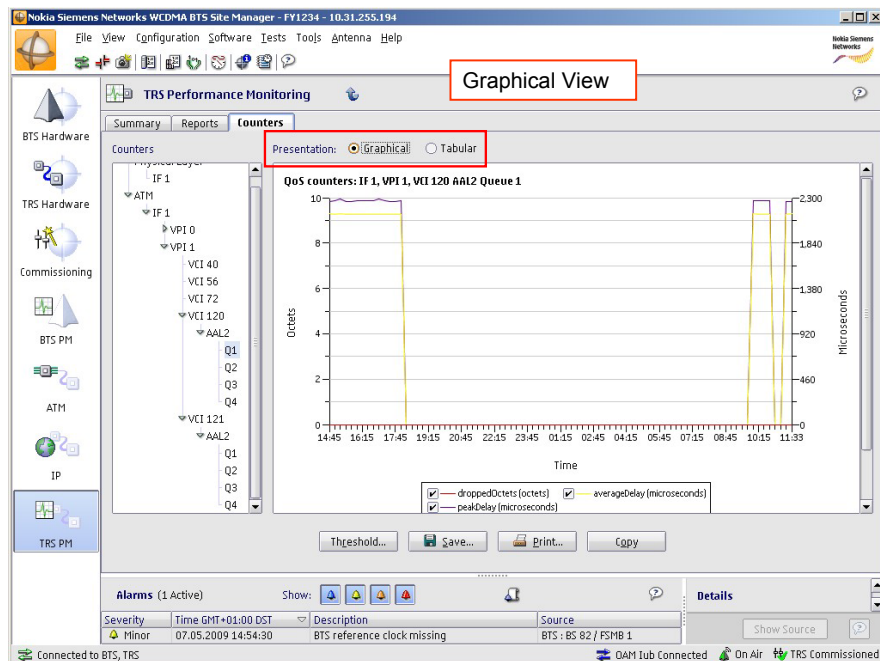 Nokia Siemens Networks WCDMA BTS Site Manager - FY1234 - 10.31.255.194
File View Configuration Software Tests Tools Antenna Help
Nokia Siemens
Networks
Graphical View
TRS Performance Monitoring
Summary Reports Counters
Counters
Presentation: Graphical Tabular
BTS Hardware
TRS Hardware
Commissioning
BTS PM
ATM
IP
TRS PM
Physical Layer
IF 1
ATM
IF 1
VPI 0
VPI 1
VCI 40
VCI 56
VCI 72
VCI 120
AAL2
Q1
Q2
Q3
Q4
VCI 121
AAL2
Q1
Q2
Q3
Q4
QoS counters: IF 1, VPI 1, VCI 120 AAL2 Queue 1
10 2,300
8 1,840
6 1,380
4 920
2 460
0 0
Octets
Microseconds
14:45 16:15 17:45 19:15 20:45 22:15 23:45 01:15 02:45 04:15 05:45 07:15 08:45 10:15 11:33
Time
droppedOctets (octets) averageDelay (microseconds)
peakDelay (microseconds)
Threshold... Save... Print... Copy
Alarms (1 Active) Show: Details
Severity Time GMT+01:00 DST Description Source
Minor 07.05.2009 14:54:30 BTS reference clock missing BTS : BS 82 / FSMB 1
Show Source
Connected to BTS, TRS OAM Iub Connected On Air TRS Commissioned